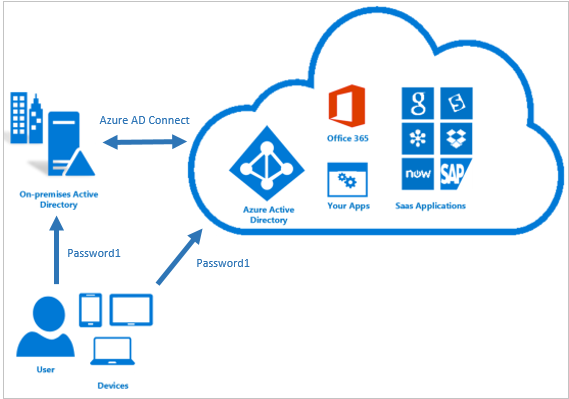 Azure AD Connect
Office 365
On-premises Active
Directory
Azure Active
Directory
Your Apps
Saas Applications
g
now
SAP
Password1
Password1
User
Devices